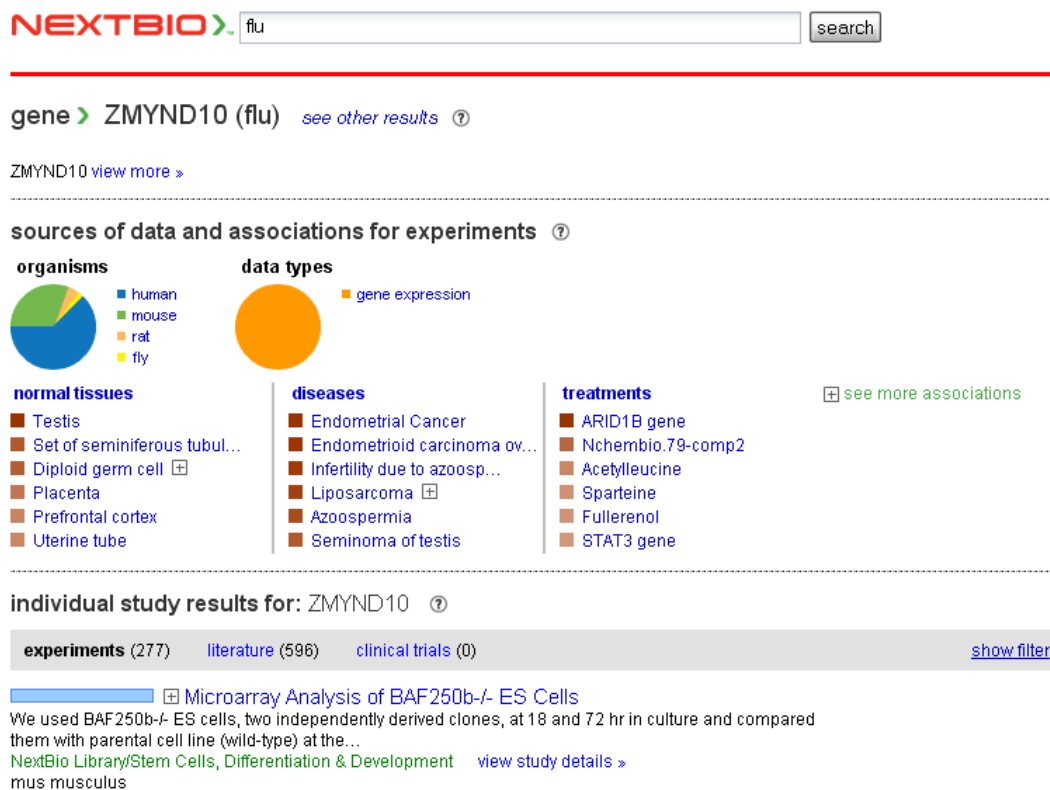 NEXTBIO flu search
gene ZMYND10 (flu) see other results ?
ZMYND10 view more »
sources of data and associations for experiments ?
organisms data types
human gene expression
mouse
rat
fly
normal tissues diseases treatments + see more associations
Testis Endometrial Cancer ARID1B gene
Set of seminiferous tubul... Endometrioid carcinoma ov... Nchembio.79-comp2
Diploid germ cell + Infertility due to azoosp... Acetylleucine
Placenta Liposarcoma + Sparteine
Prefrontal cortex Azoospermia Fullerenol
Uterine tube Seminoma of testis STAT3 gene
individual study results for: ZMYND10 ?
experiments (277) literature (596) clinical trials (0) show filter
+ Microarray Analysis of BAF250b-/- ES Cells
We used BAF250b-/- ES cells, two independently derived clones, at 18 and 72 hr in culture and compared
them with parental cell line (wild-type) at the...
NextBio Library/Stem Cells, Differentiation & Development view study details »
mus musculus